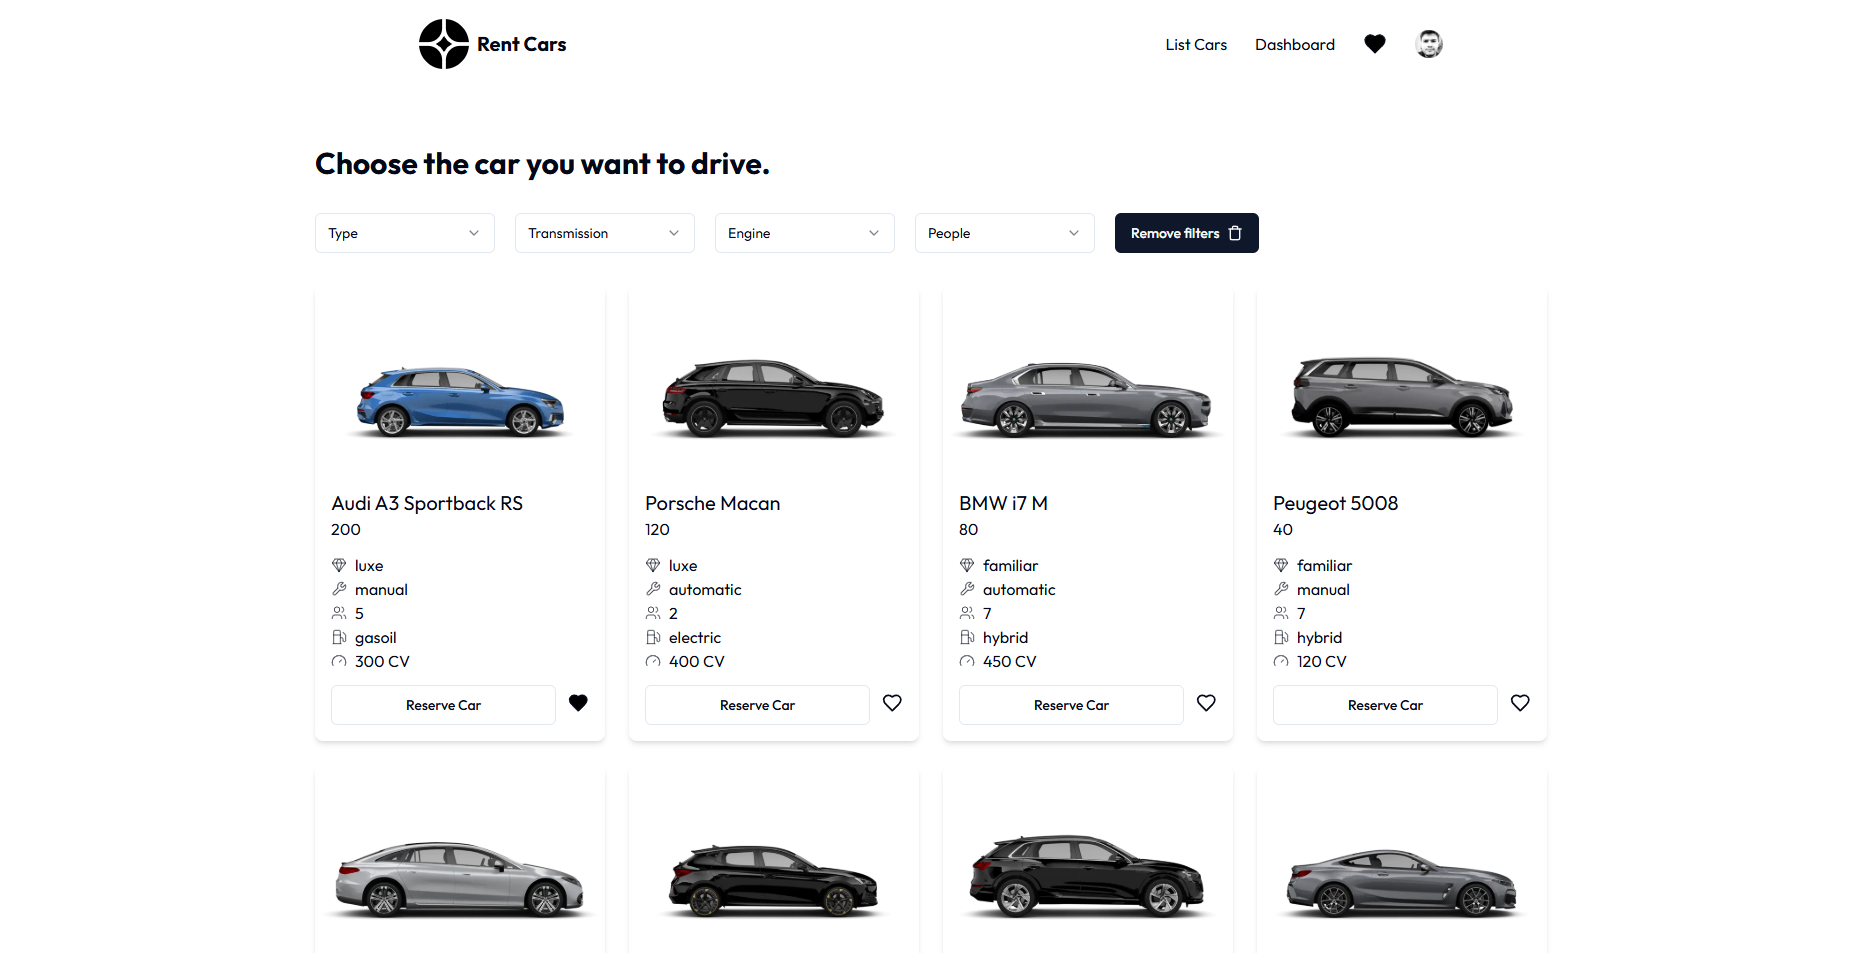 Rent Cars
List Cars
Dashboard
Choose the car you want to drive.
Type
Transmission
Engine
People
Remove filters
Audi A3 Sportback RS
200
luxe
manual
5
gasoil
300 CV
Reserve Car
Porsche Macan
120
luxe
automatic
2
electric
400 CV
Reserve Car
BMW i7 M
80
familiar
automatic
7
hybrid
450 CV
Reserve Car
Peugeot 5008
40
familiar
manual
7
hybrid
120 CV
Reserve Car